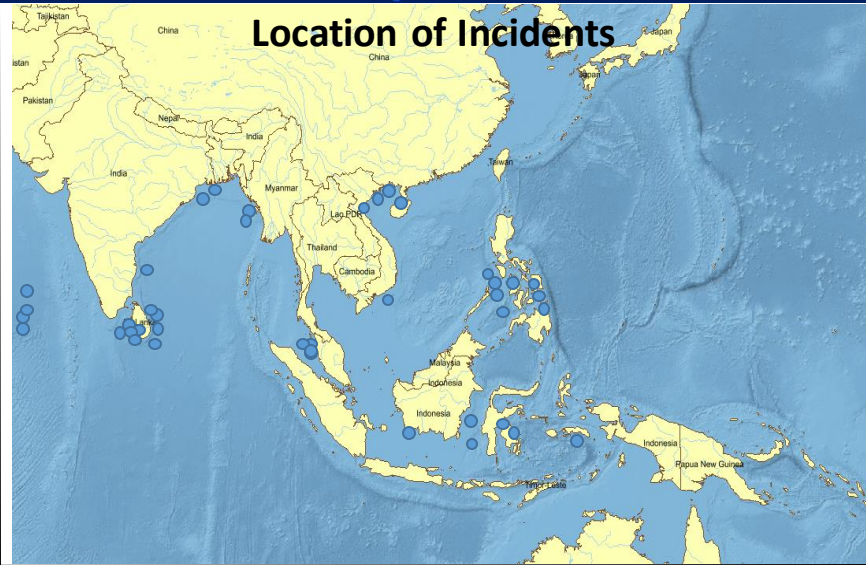 Location of Incidents
Tajikistan
China
Japan
China
Japan
istan
Pakistan
Nepal
India
Taiwan
India
Myanmar
Lao PDR
Thailand
Cambodia
Lanka
Malaysia
Indonesia
Indonesia
Indonesia
Papua New Guinea
Timor-Leste